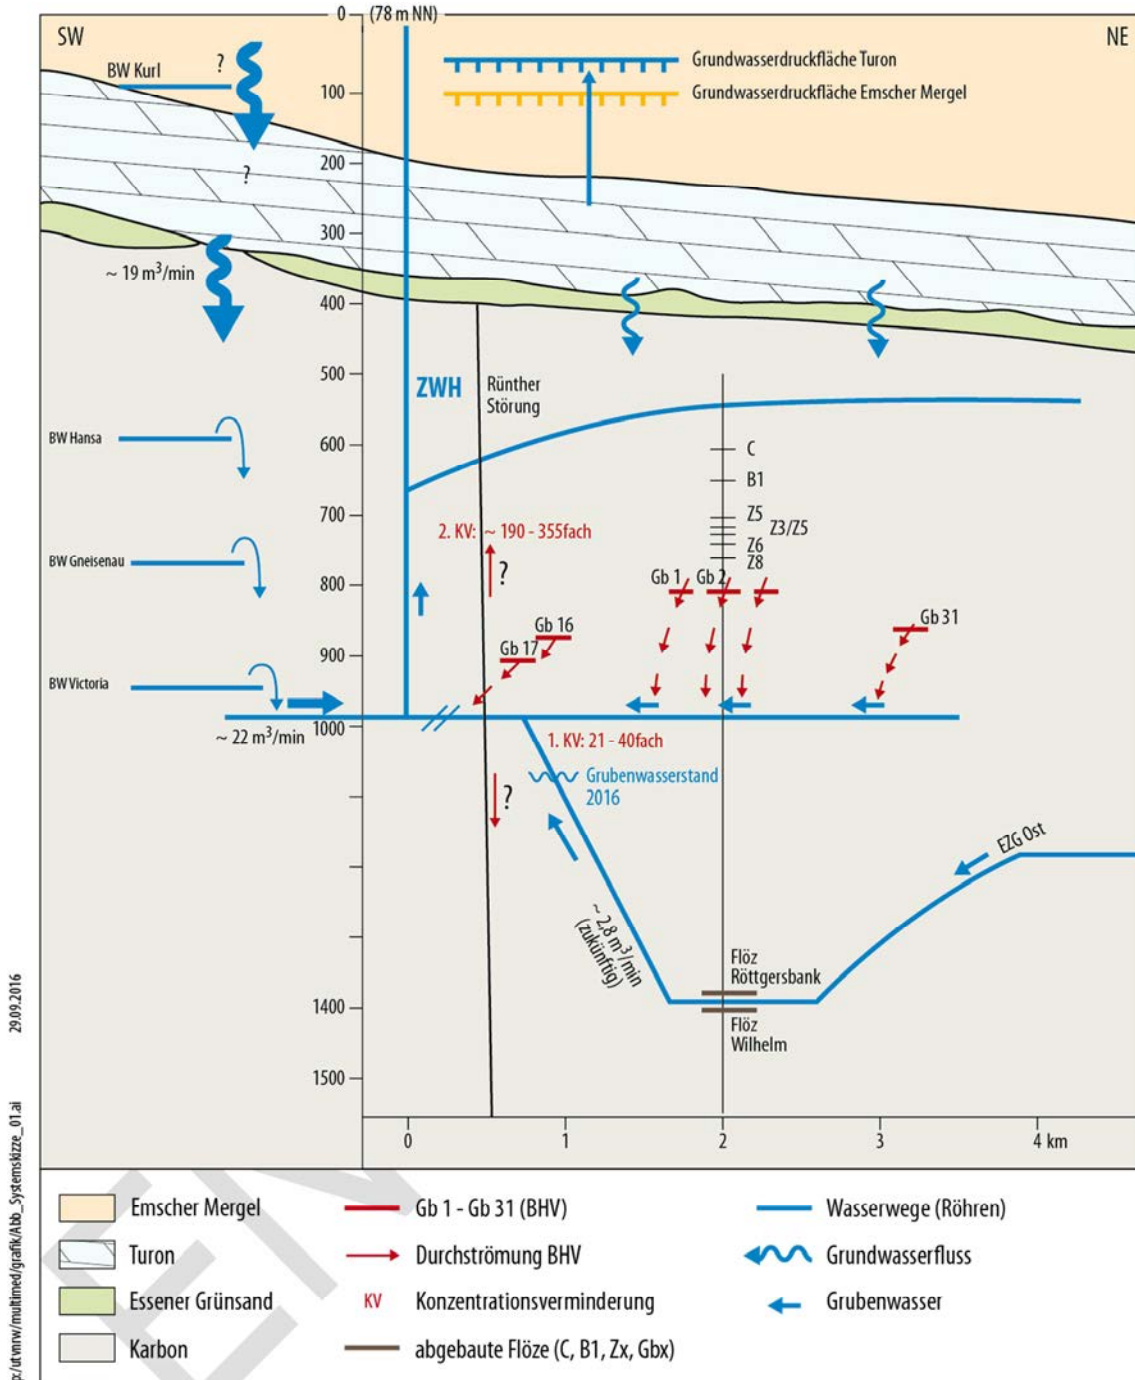 SW
0
(78 m NN)
NE
?
BW Kurl
Grundwasserdruckfläche Turon
100
Grundwasserdruckfläche Emscher Mergel
200
?
300
~ 19 m³/min
400
500
ZWH
Rünther
Störung
BW Hansa
600
C
B1
700
Z5
Z3/Z5
2. KV: ~ 190 - 355fach
Z6
BW Gneisenau
Z8
?
800
Gb 1
Gb 2
Gb 16
Gb 31
900
Gb 17
BW Victoria
~ 22 m³/min
1000
1. KV: 21 - 40fach
Grubenwasserstand
2016
?
EZG Ost
~ 2,8 m³/min
(zukünftig)
Flöz
Röttgersbank
1400
Flöz
Wilhelm
1500
0
1
2
3
4 km
Emscher Mergel
Gb 1 - Gb 31 (BHV)
Wasserwege (Röhren)
Turon
Durchströmung BHV
Grundwasserfluss
Essener Grünsand
KV
Konzentrationsverminderung
Grubenwasser
Karbon
abgebaute Flöze (C, B1, Zx, Gbx)
/utvnrw/multimed/grafik/Abb_Systemskizze_01.ai 29.09.2016